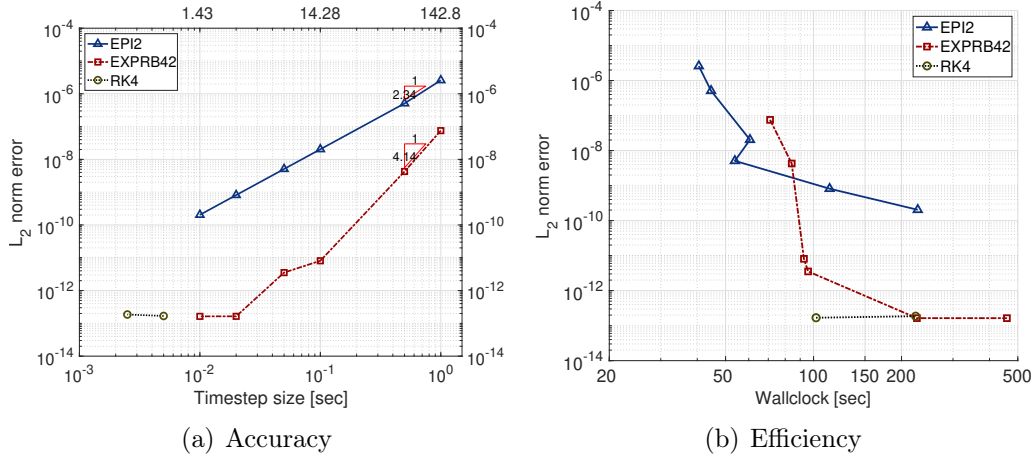 1.43 14.28 142.8
10^-4 10^-4
EPI2
EXPRB42
RK4
1
2.34
10^-6 10^-6
1
4.14
10^-8 10^-8
L_2 norm error
10^-10 10^-10
10^-12 10^-12
10^-14 10^-14
10^-3 10^-2 10^-1 10^0
Timestep size [sec]
(a) Accuracy
10^-4
EPI2
EXPRB42
RK4
10^-6
10^-8
L_2 norm error
10^-10
10^-12
10^-14
20 50 100 150 200 500
Wallclock [sec]
(b) Efficiency